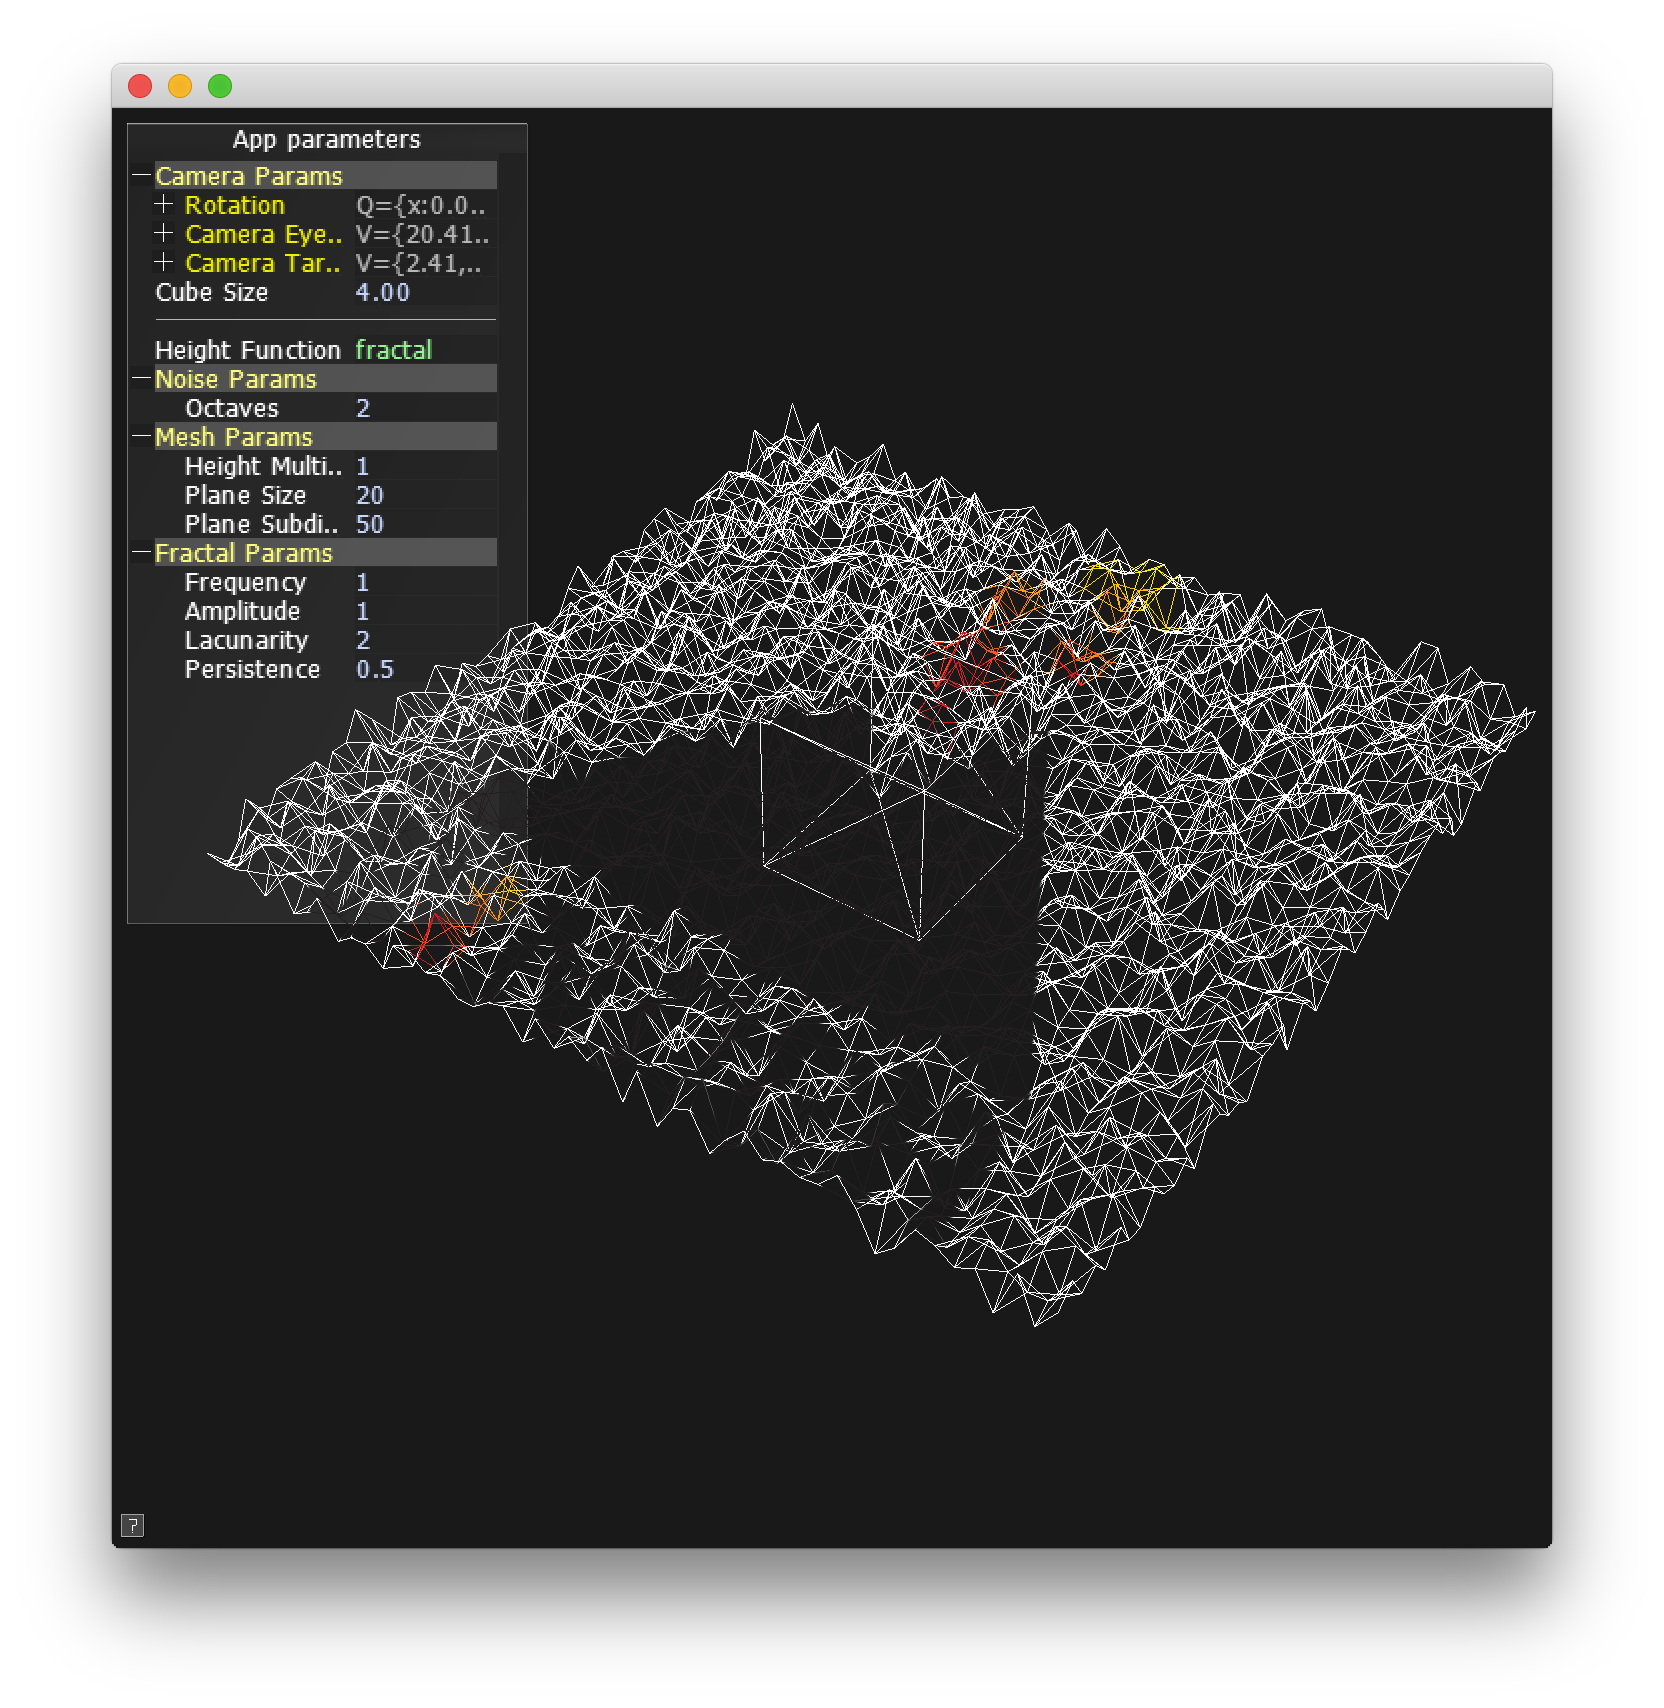 App parameters
Camera Params
Rotation Q={x:0.0..
Camera Eye.. V={20.41..
Camera Tar.. V={2.41,..
Cube Size 4.00
Height Function fractal
Noise Params
Octaves 2
Mesh Params
Height Multi.. 1
Plane Size 20
Plane Subdi.. 50
Fractal Params
Frequency 1
Amplitude 1
Lacunarity 2
Persistence 0.5
?